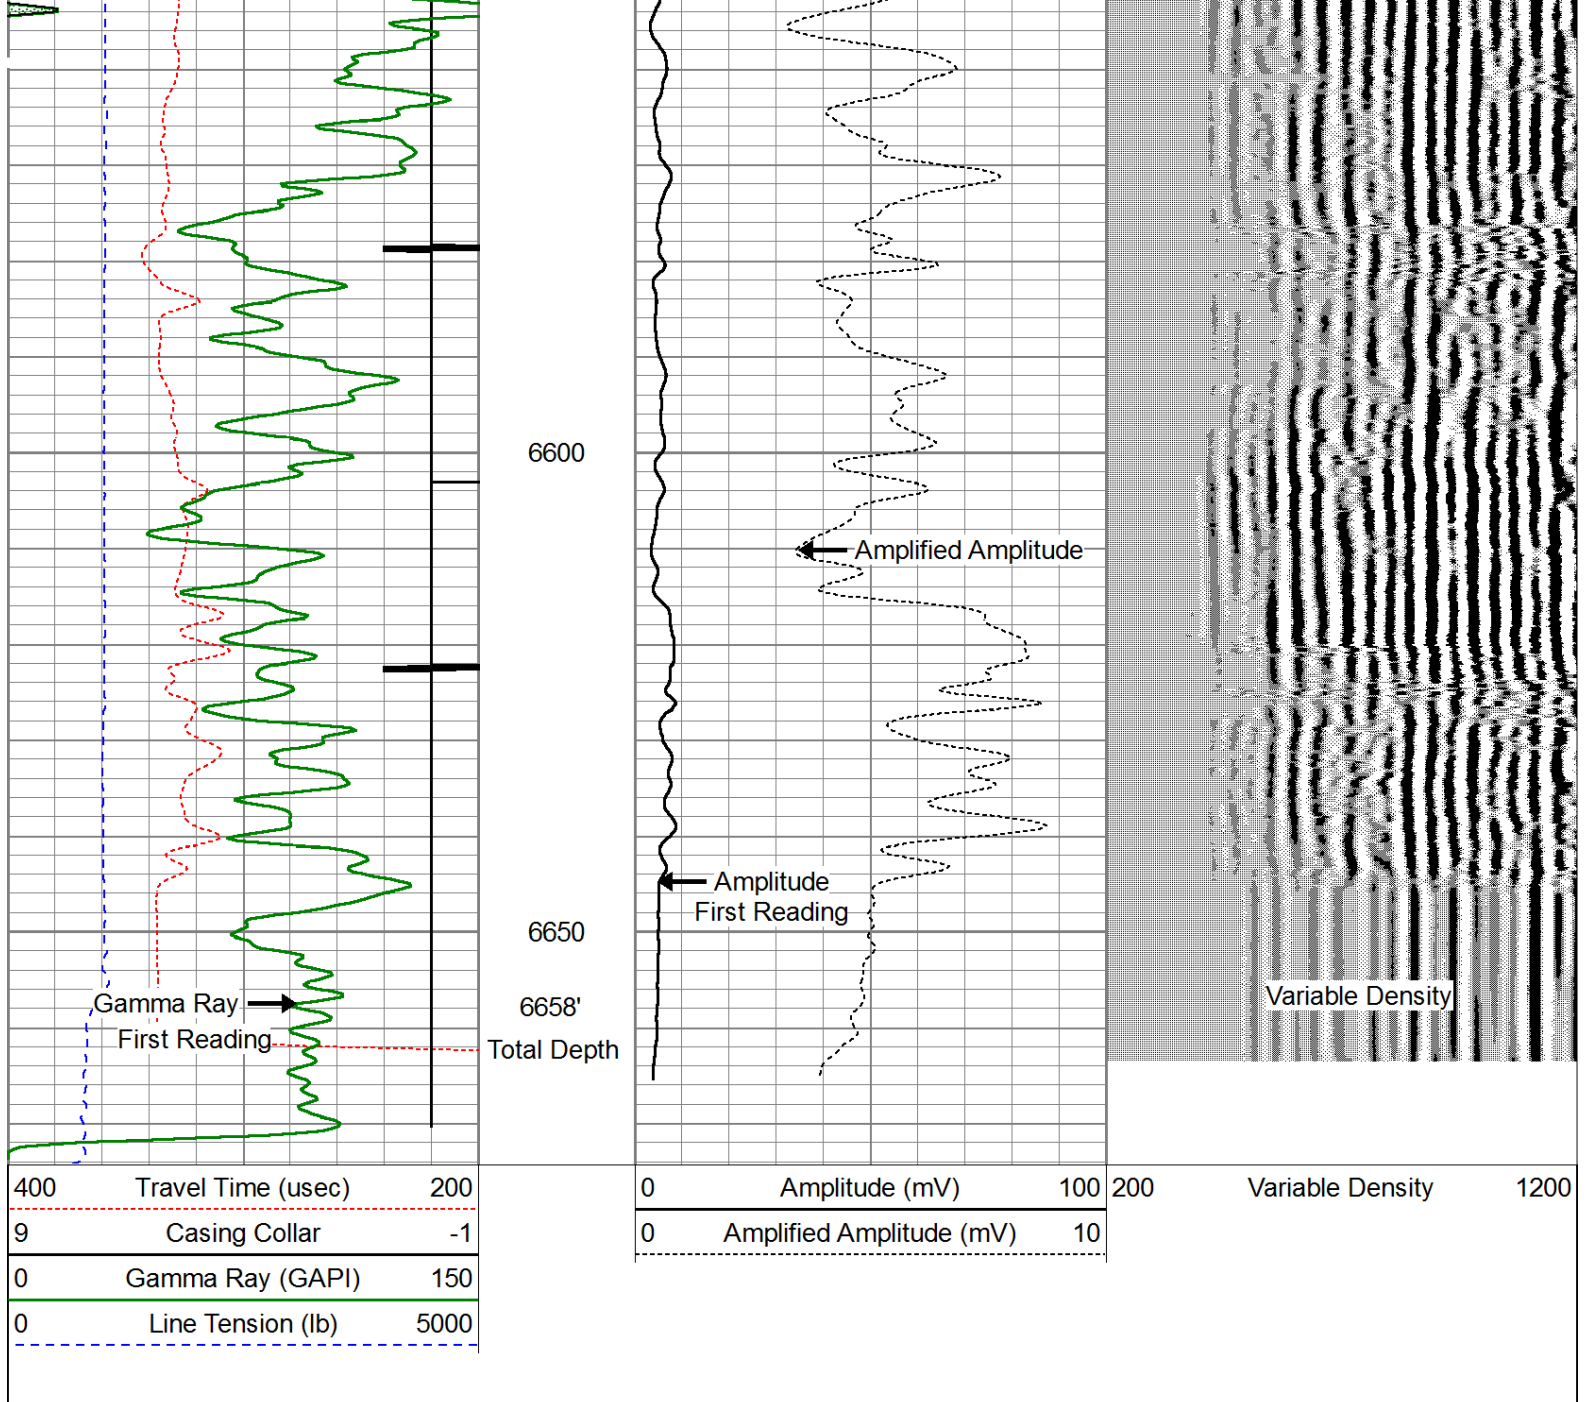 6600
Amplified Amplitude
Amplitude
First Reading
6650
Gamma Ray
First Reading
6658'
Total Depth
Variable Density
400 Travel Time (usec) 200
9 Casing Collar -1
0 Gamma Ray (GAPI) 150
0 Line Tension (lb) 5000
0 Amplitude (mV) 100
0 Amplified Amplitude (mV) 10
200 Variable Density 1200